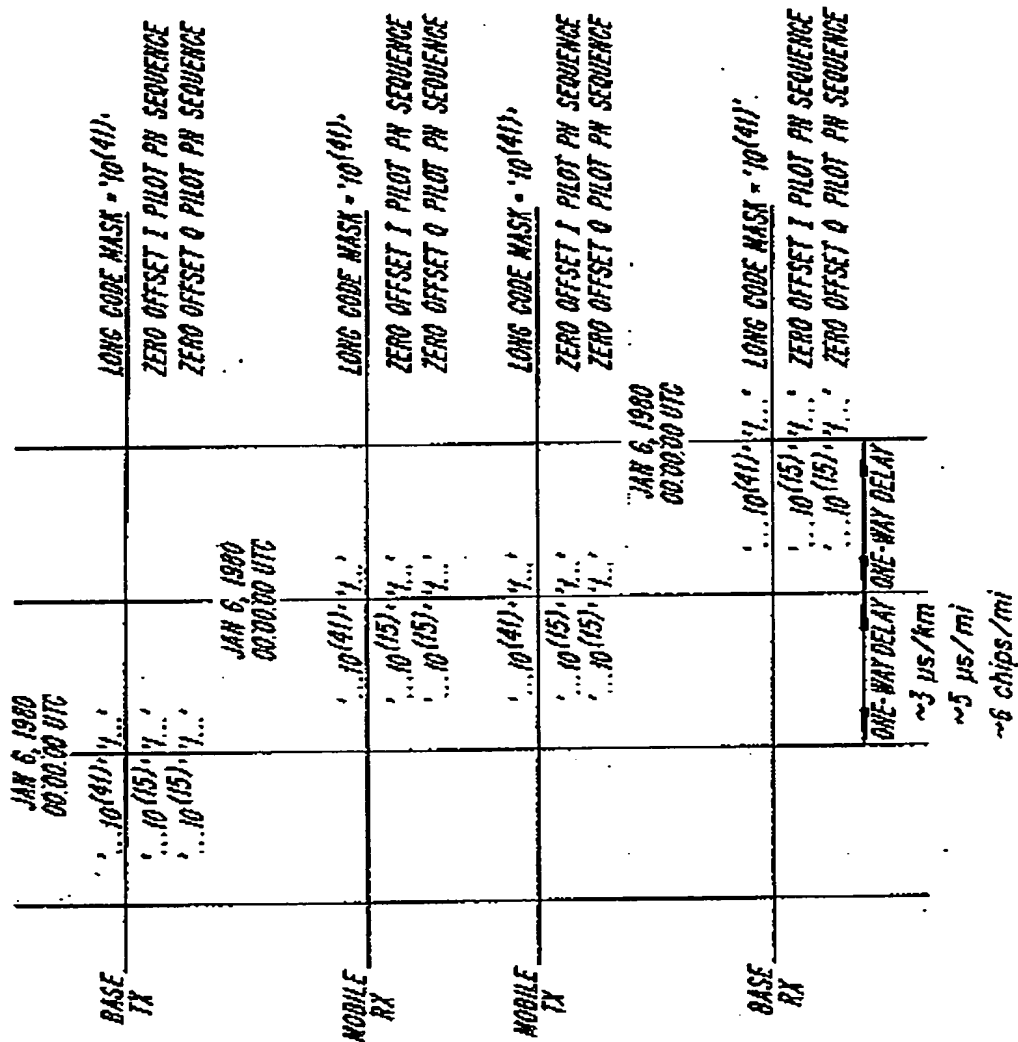 JAN 6, 1980
00:00:00 UTC
BASE
TX
'...10(41)', '1...'
LONG CODE MASK = '10(41)'
'...10(15)', '1...'
ZERO OFFSET I PILOT PN SEQUENCE
'...10(15)', '1...'
ZERO OFFSET Q PILOT PN SEQUENCE
JAN 6, 1980
00:00:00 UTC
MOBILE
RX
'...10(41)', '1...'
LONG CODE MASK = '10(41)'
'...10(15)', '1...'
ZERO OFFSET I PILOT PN SEQUENCE
'...10(15)', '1...'
ZERO OFFSET Q PILOT PN SEQUENCE
MOBILE
TX
'...10(41)', '1...'
LONG CODE MASK = '10(41)'
'...10(15)', '1...'
ZERO OFFSET I PILOT PN SEQUENCE
'...10(15)', '1...'
ZERO OFFSET Q PILOT PN SEQUENCE
JAN 6, 1980
00:00:00 UTC
BASE
RX
'...10(41)', '1...'
LONG CODE MASK = '10(41)'
'...10(15)', '1...'
ZERO OFFSET I PILOT PN SEQUENCE
'...10(15)', '1...'
ZERO OFFSET Q PILOT PN SEQUENCE
ONE-WAY DELAY
ONE-WAY DELAY
~3 µs/km
~5 µs/mi
~6 chips/mi